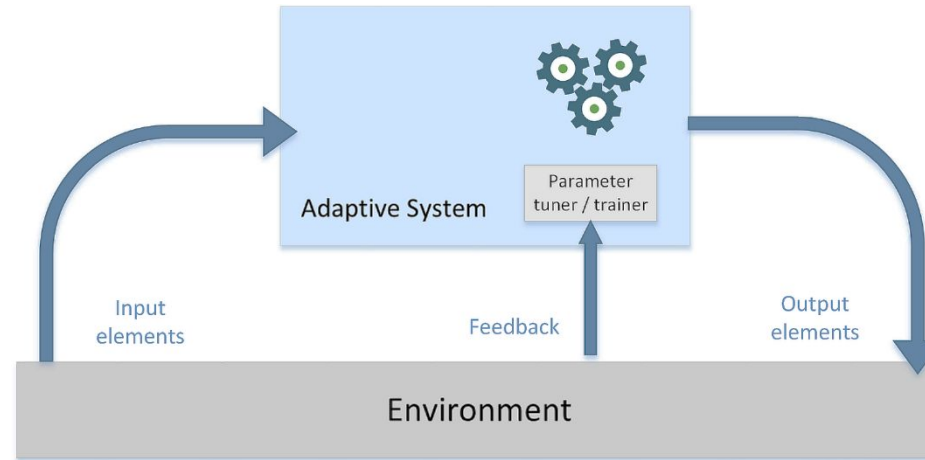 Parameter
tuner / trainer
Adaptive System
Input
elements
Feedback
Output
elements
Environment